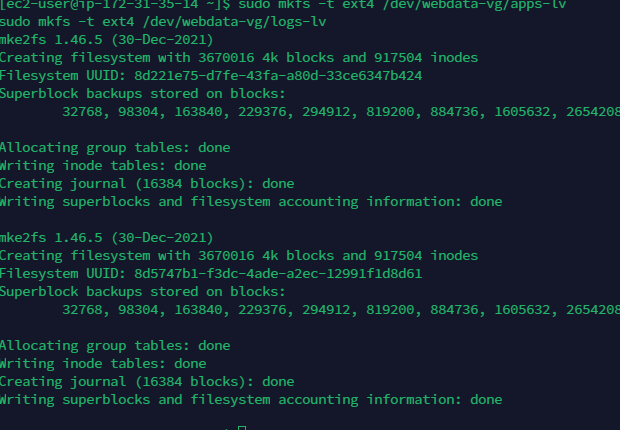 [ec2-user@ip-172-31-35-14 ~]$ sudo mkfs -t ext4 /dev/webdata-vg/apps-lv
sudo mkfs -t ext4 /dev/webdata-vg/logs-lv
mke2fs 1.46.5 (30-Dec-2021)
Creating filesystem with 3670016 4k blocks and 917504 inodes
Filesystem UUID: 8d221e75-d7fe-43fa-a80d-33ce6347b424
Superblock backups stored on blocks:
32768, 98304, 163840, 229376, 294912, 819200, 884736, 1605632, 2654208
Allocating group tables: done
Writing inode tables: done
Creating journal (16384 blocks): done
Writing superblocks and filesystem accounting information: done
mke2fs 1.46.5 (30-Dec-2021)
Creating filesystem with 3670016 4k blocks and 917504 inodes
Filesystem UUID: 8d5747b1-f3dc-4ade-a2ec-12991f1d8d61
Superblock backups stored on blocks:
32768, 98304, 163840, 229376, 294912, 819200, 884736, 1605632, 2654208
Allocating group tables: done
Writing inode tables: done
Creating journal (16384 blocks): done
Writing superblocks and filesystem accounting information: done